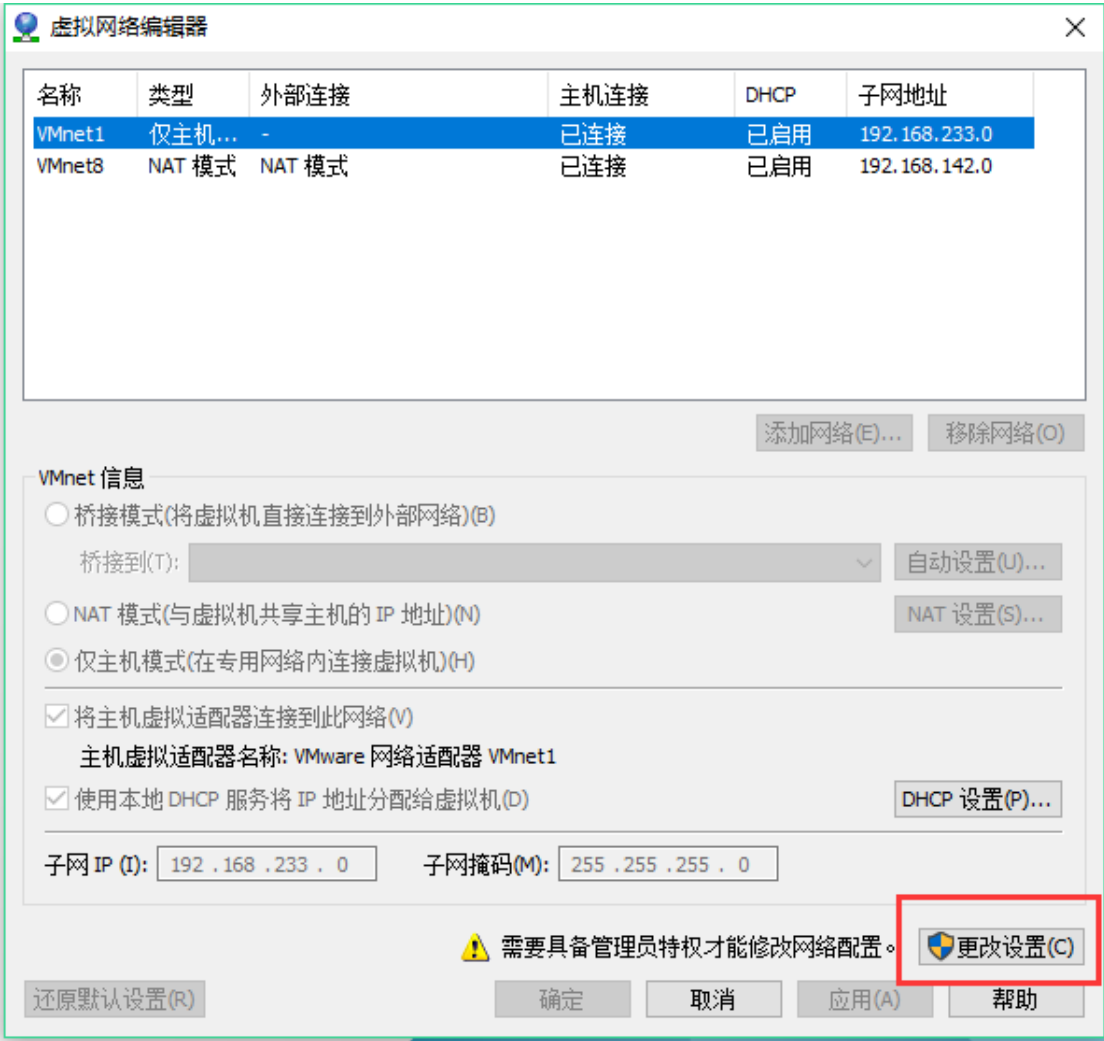 虚拟网络编辑器
名称 类型 外部连接 主机连接 DHCP 子网地址
VMnet1 仅主机... - 已连接 已启用 192.168.233.0
VMnet8 NAT 模式 NAT 模式 已连接 已启用 192.168.142.0
添加网络(E)... 移除网络(O)
VMnet 信息
桥接模式(将虚拟机直接连接到外部网络)(B)
桥接到(T): 自动设置(U)...
NAT 模式(与虚拟机共享主机的 IP 地址)(N) NAT 设置(S)...
仅主机模式(在专用网络内连接虚拟机)(H)
将主机虚拟适配器连接到此网络(V)
主机虚拟适配器名称: VMware 网络适配器 VMnet1
使用本地 DHCP 服务将 IP 地址分配给虚拟机(D) DHCP 设置(P)...
子网 IP (I): 192 . 168 . 233 . 0 子网掩码(M): 255 . 255 . 255 . 0
需要具备管理员特权才能修改网络配置。 更改设置(C)
还原默认设置(R) 确定 取消 应用(A) 帮助